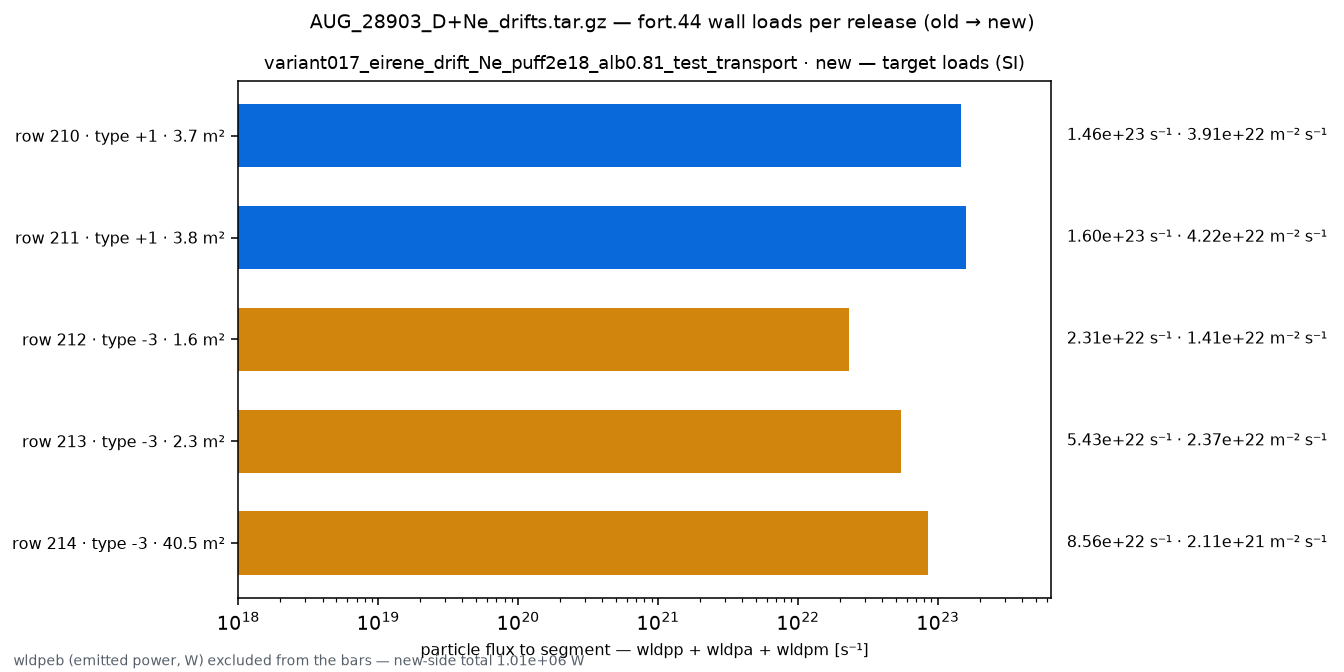 AUG_28903_D+Ne_drifts.tar.gz — fort.44 wall loads per release (old → new)
variant017_eirene_drift_Ne_puff2e18_alb0.81_test_transport · new — target loads (SI)
row 210 · type +1 · 3.7 m² 1.46e+23 s⁻¹ · 3.91e+22 m⁻² s⁻¹
row 211 · type +1 · 3.8 m² 1.60e+23 s⁻¹ · 4.22e+22 m⁻² s⁻¹
row 212 · type -3 · 1.6 m² 2.31e+22 s⁻¹ · 1.41e+22 m⁻² s⁻¹
row 213 · type -3 · 2.3 m² 5.43e+22 s⁻¹ · 2.37e+22 m⁻² s⁻¹
row 214 · type -3 · 40.5 m² 8.56e+22 s⁻¹ · 2.11e+21 m⁻² s⁻¹
10¹⁸ 10¹⁹ 10²⁰ 10²¹ 10²² 10²³
particle flux to segment — wldpp + wldpa + wldpm [s⁻¹]
wldpeb (emitted power, W) excluded from the bars — new-side total 1.01e+06 W